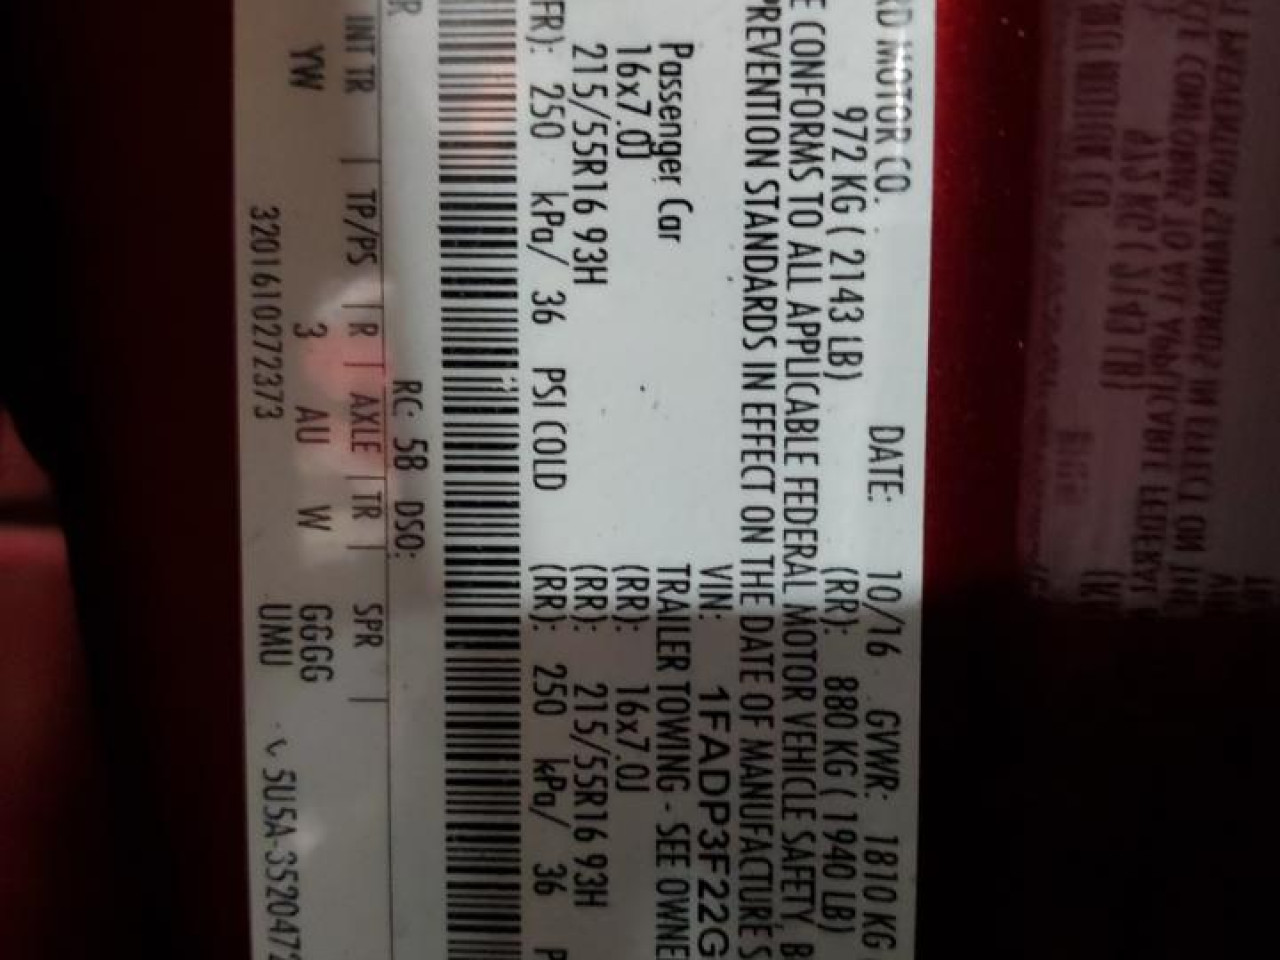 RD MOTOR CO. DATE: 10/16 GVWR: 1810 KG
972 KG ( 2143 LB) (RR): 880 KG ( 1940 LB)
E CONFORMS TO ALL APPLICABLE FEDERAL MOTOR VEHICLE SAFETY, B
PREVENTION STANDARDS IN EFFECT ON THE DATE OF MANUFACTURE S
VIN: 1FADP3F22G
Passenger Car TRAILER TOWING - SEE OWNE
16x7.0J (RR): 16x7.0J
215/55R16 93H (RR): 215/55R16 93H
FR): 250 kPa/ 36 PSI COLD (RR): 250 kPa/ 36 P
R RC: 58 DSO:
INT TR TP/PS R AXLE TR SPR
YW 3 AU W GGGG
3201610272373 UMU 5U5A-3520472